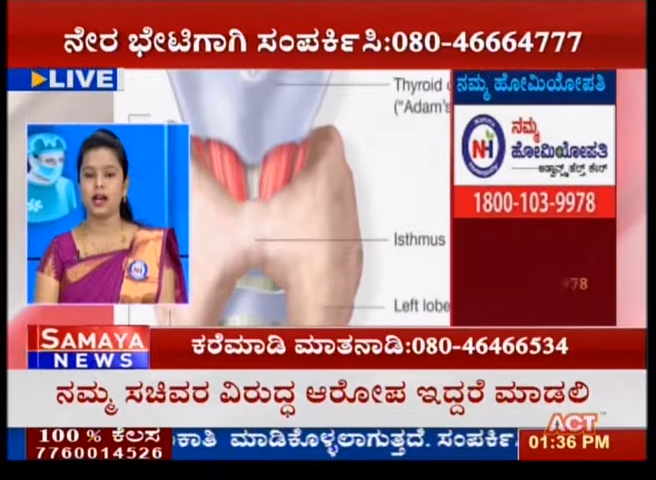 ನೇರ ಭೇಟಿಗಾಗಿ ಸಂಪರ್ಕಿಸಿ:080-46664777
LIVE
Thyroid
("Adam's
Isthmus
Left lobe
ನಮ್ಮ ಹೋಮಿಯೋಪತಿ
NH
ನಮ್ಮ
ಹೋಮಿಯೋಪತಿ
ಅಡ್ವಾನ್ಸ್ಡ್ ಹೆಲ್ತ್ ಕೇರ್
1800-103-9978
978
SAMAYA
NEWS
ಕರೆಮಾಡಿ ಮಾತನಾಡಿ:080-46466534
ನಮ್ಮ ಸಚಿವರ ವಿರುದ್ಧ ಆರೋಪ ಇದ್ದರೆ ಮಾಡಲಿ
100 % ಕೆಲಸ
7760014526
ಕಾತಿ ಮಾಡಿಕೊಳ್ಳಲಾಗುತ್ತದೆ. ಸಂಪರ್ಕಿ
ACT
01:36 PM